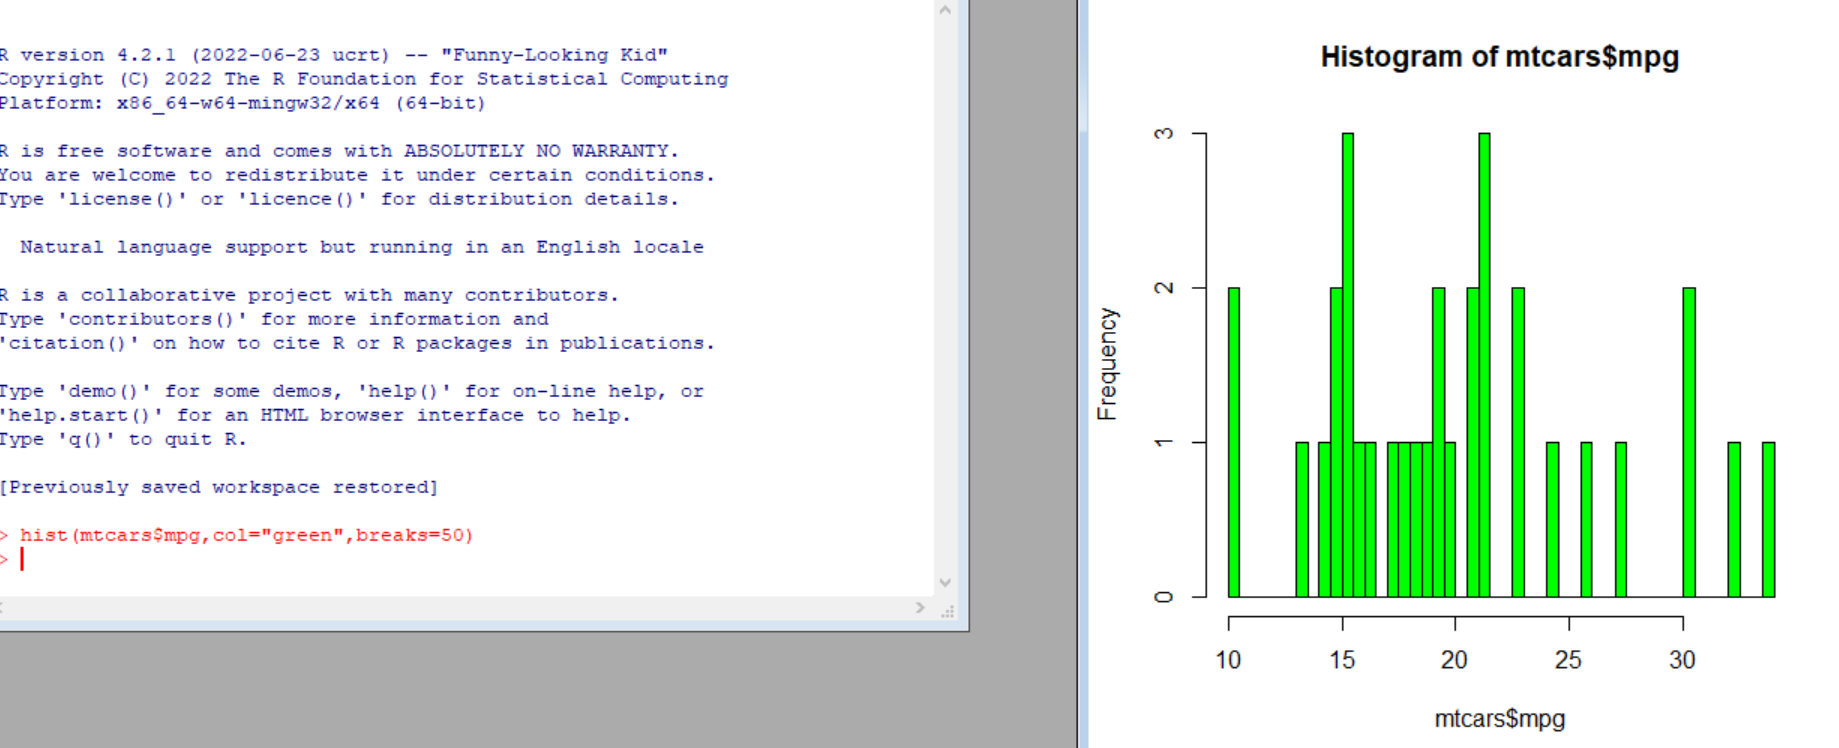 R version 4.2.1 (2022-06-23 ucrt) -- "Funny-Looking Kid"
Copyright (C) 2022 The R Foundation for Statistical Computing
Platform: x86_64-w64-mingw32/x64 (64-bit)
R is free software and comes with ABSOLUTELY NO WARRANTY.
You are welcome to redistribute it under certain conditions.
Type 'license()' or 'licence()' for distribution details.
Natural language support but running in an English locale
R is a collaborative project with many contributors.
Type 'contributors()' for more information and
'citation()' on how to cite R or R packages in publications.
Type 'demo()' for some demos, 'help()' for on-line help, or
'help.start()' for an HTML browser interface to help.
Type 'q()' to quit R.
[Previously saved workspace restored]
> hist(mtcars$mpg,col="green",breaks=50)
>
Histogram of mtcars$mpg
Frequency
3
2
1
0
10 15 20 25 30
mtcars$mpg